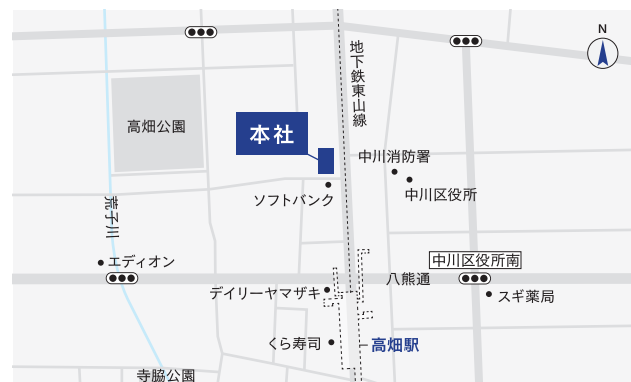 N
地下鉄東山線
高畑公園
本社
中川消防署
中川区役所
ソフトバンク
荒子川
エディオン
中川区役所南
八熊通
デイリーヤマザキ
スギ薬局
くら寿司
高畑駅
寺脇公園